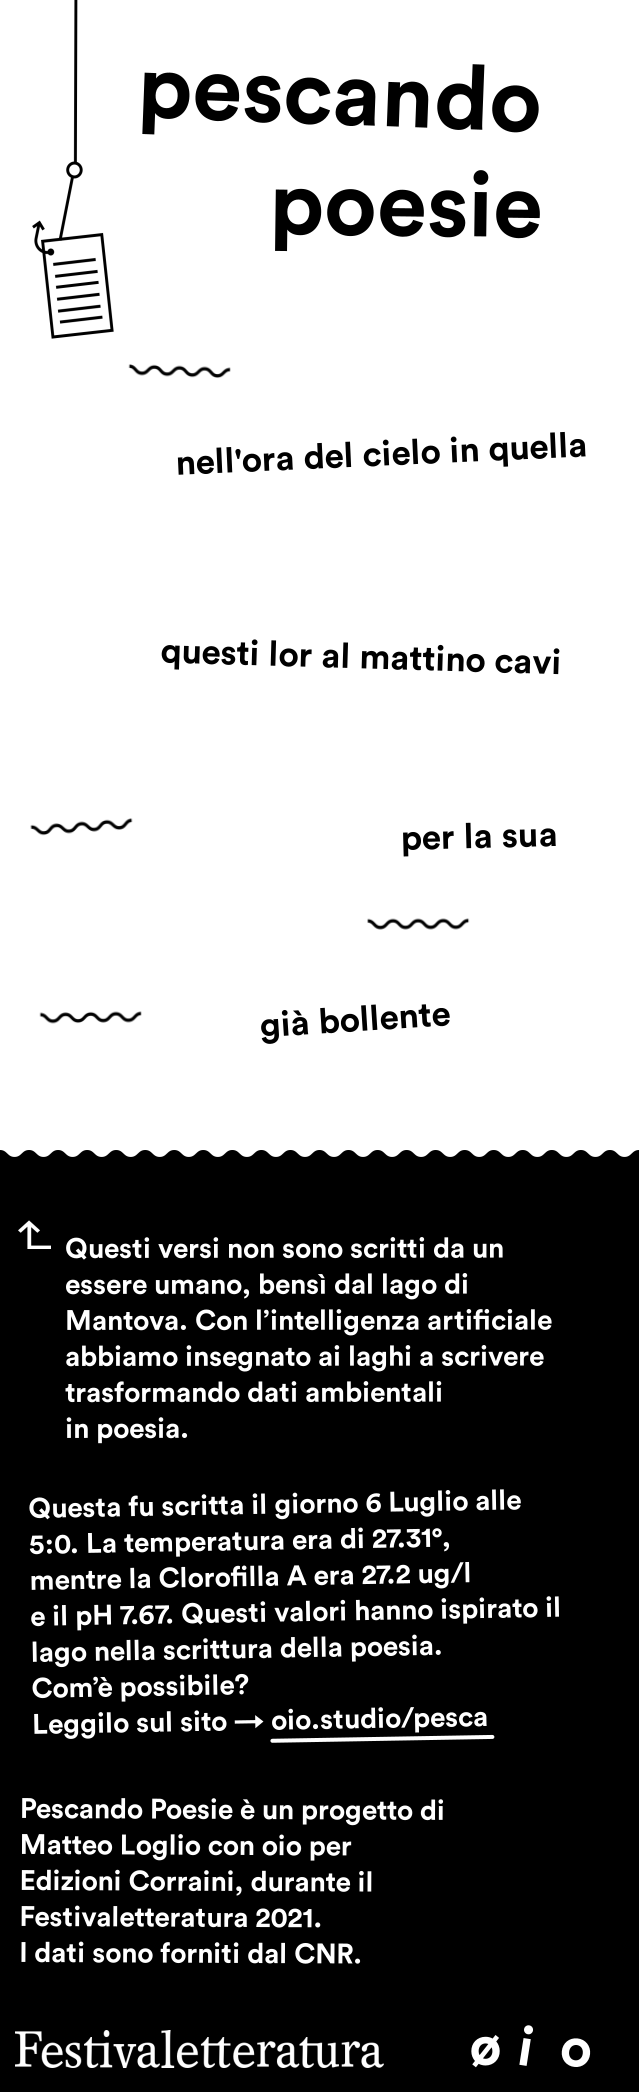 pescando
poesie
nell'ora del cielo in quella
questi lor al mattino cavi
per la sua
già bollente
Questi versi non sono scritti da un
essere umano, bensì dal lago di
Mantova. Con l’intelligenza artificiale
abbiamo insegnato ai laghi a scrivere
trasformando dati ambientali
in poesia.
Questa fu scritta il giorno 6 Luglio alle
5:0. La temperatura era di 27.31°,
mentre la Clorofilla A era 27.2 ug/l
e il pH 7.67. Questi valori hanno ispirato il
lago nella scrittura della poesia.
Com’è possibile?
Leggilo sul sito → oio.studio/pesca
Pescando Poesie è un progetto di
Matteo Loglio con oio per
Edizioni Corraini, durante il
Festivaletteratura 2021.
I dati sono forniti dal CNR.
Festivaletteratura ø i o